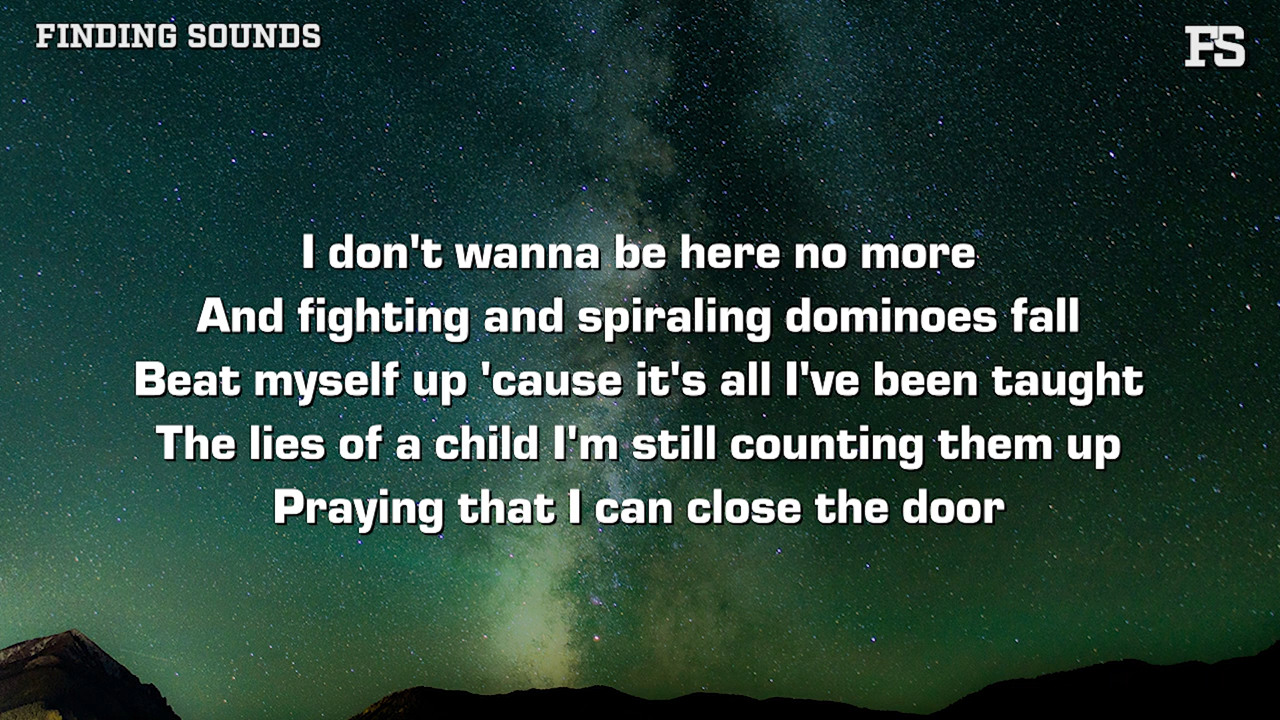 FINDING SOUNDS
FS
I don't wanna be here no more
And fighting and spiraling dominoes fall
Beat myself up 'cause it's all I've been taught
The lies of a child I'm still counting them up
Praying that I can close the door